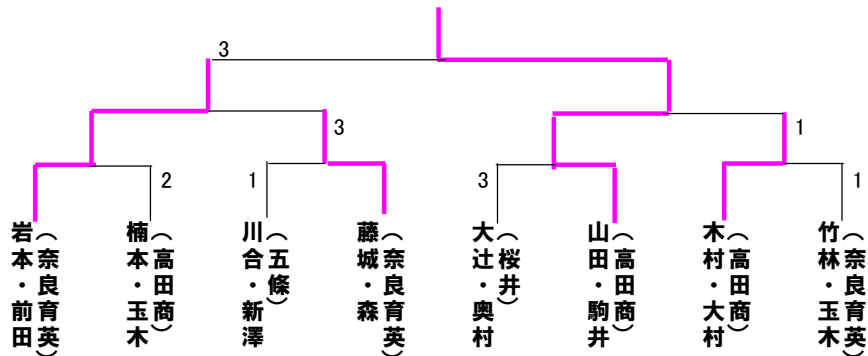 3
3
1
2
1
3
1
岩本・前田
(奈良育英)
楠本・玉木
(高田商)
川合・新澤
(五條)
藤城・森
(奈良育英)
大辻・奥村
(桜井)
山田・駒井
(高田商)
木村・大村
(高田商)
竹林・玉木
(奈良育英)